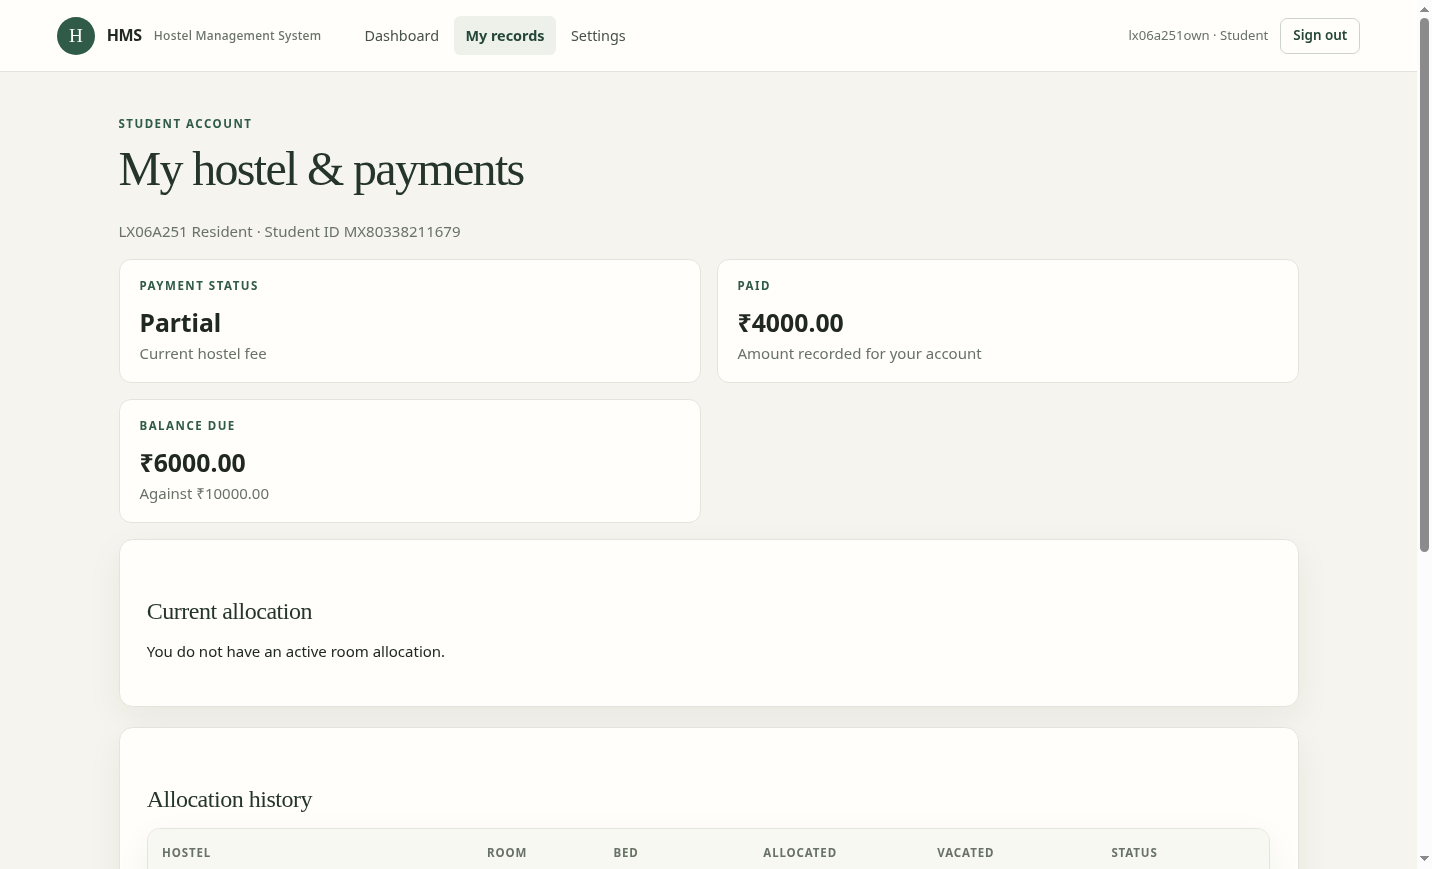 H HMS Hostel Management System Dashboard My records Settings lx06a251own · Student Sign out
STUDENT ACCOUNT
My hostel & payments
LX06A251 Resident · Student ID MX80338211679
PAYMENT STATUS
Partial
Current hostel fee
PAID
₹4000.00
Amount recorded for your account
BALANCE DUE
₹6000.00
Against ₹10000.00
Current allocation
You do not have an active room allocation.
Allocation history
HOSTEL ROOM BED ALLOCATED VACATED STATUS